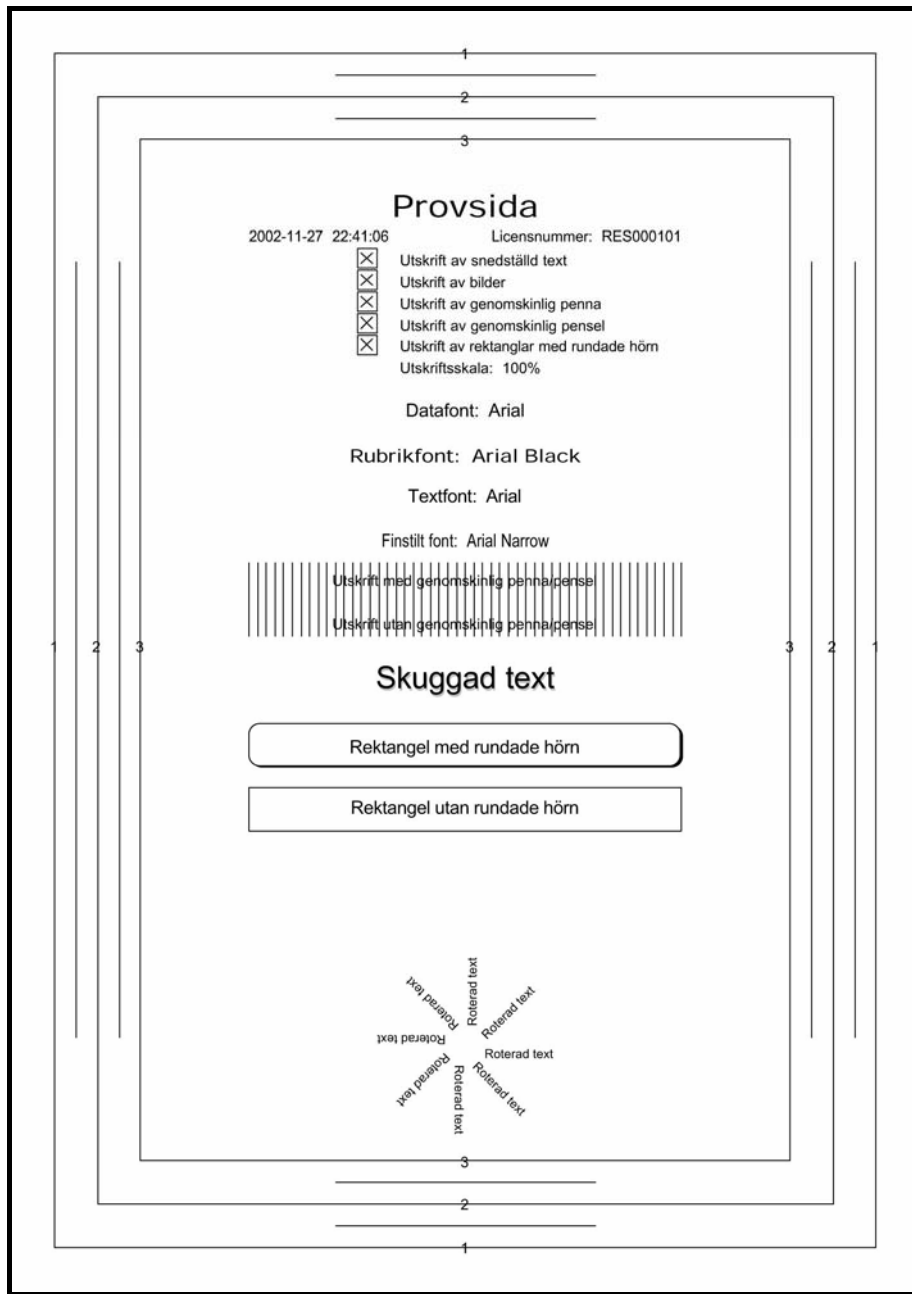 1
2
3
Provsida
2002-11-27 22:41:06 Licensnummer: RES000101
Utskrift av snedställd text
Utskrift av bilder
Utskrift av genomskinlig penna
Utskrift av genomskinlig pensel
Utskrift av rektanglar med rundade hörn
Utskriftsskala: 100%
Datafont: Arial
Rubrikfont: Arial Black
Textfont: Arial
Finstilt font: Arial Narrow
Utskrift med genomskinlig penna/pensel
Utskrift utan genomskinlig penna/pensel
1 2 3 3 2 1
Skuggad text
Rektangel med rundade hörn
Rektangel utan rundade hörn
Roterad text
Roterad text
Roterad text
Roterad text
Roterad text
Roterad text
Roterad text
Roterad text
3
2
1